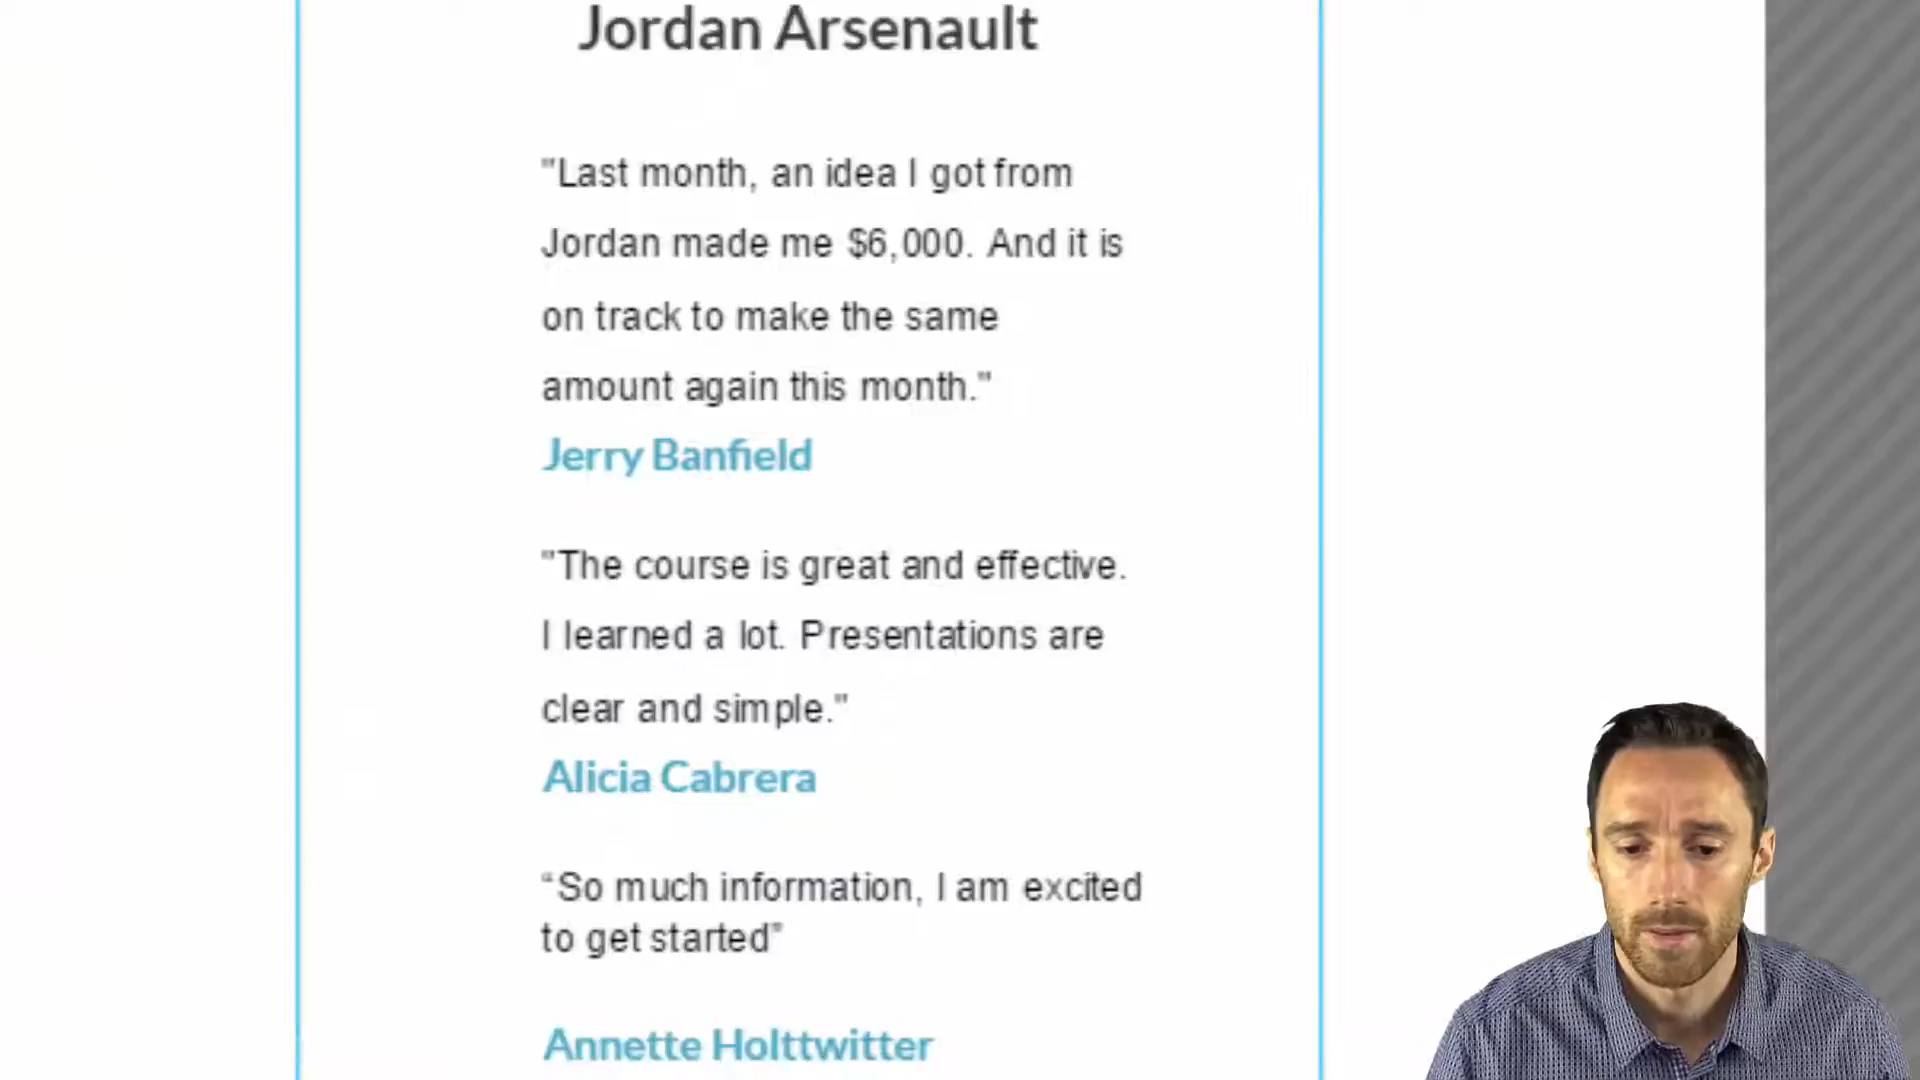 Jordan Arsenault
"Last month, an idea I got from
Jordan made me $6,000. And it is
on track to make the same
amount again this month."
Jerry Banfield
"The course is great and effective.
I learned a lot. Presentations are
clear and simple."
Alicia Cabrera
“So much information, I am excited
to get started”
Annette Holttwitter